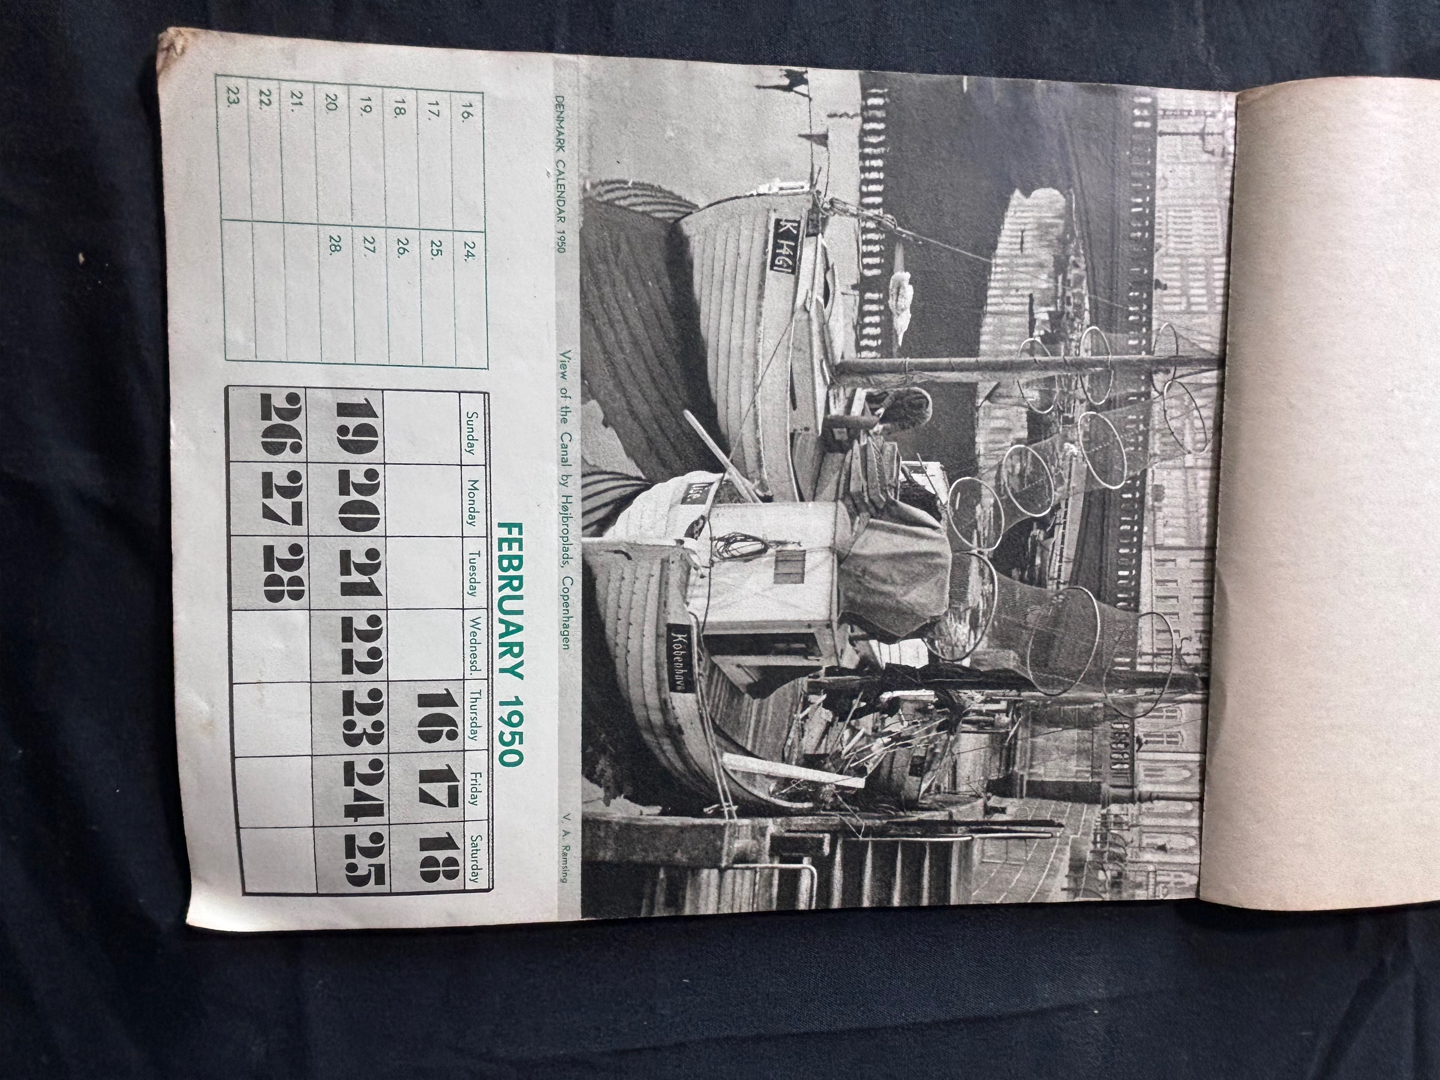 K 1461
København
DENMARK CALENDAR 1950
View of the Canal by Højbroplads, Copenhagen
V. A. Ramsing
FEBRUARY 1950
16. 24.
17. 25.
18. 26.
19. 27.
20. 28.
21.
22.
23.
Sunday Monday Tuesday Wednesd. Thursday Friday Saturday
16 17 18
19 20 21 22 23 24 25
26 27 28